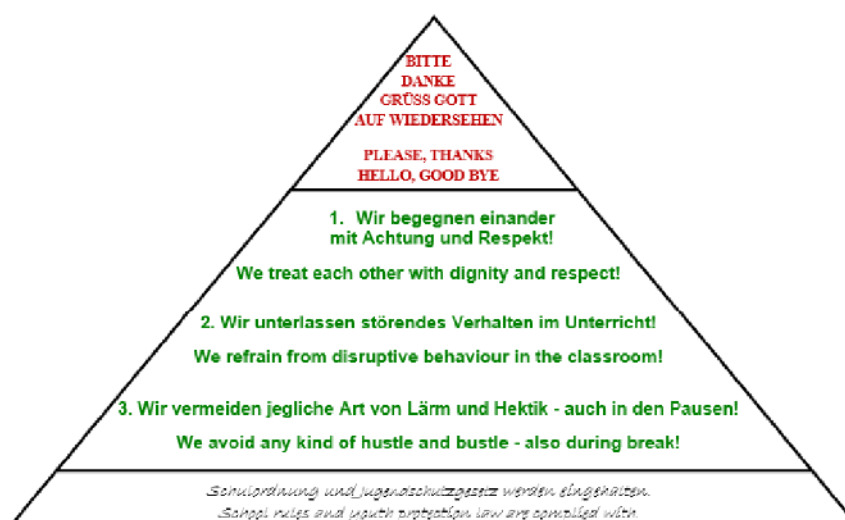 BITTE
DANKE
GRÜSS GOTT
AUF WIEDERSEHEN
PLEASE, THANKS
HELLO, GOOD BYE
1. Wir begegnen einander
mit Achtung und Respekt!
We treat each other with dignity and respect!
2. Wir unterlassen störendes Verhalten im Unterricht!
We refrain from disruptive behaviour in the classroom!
3. Wir vermeiden jegliche Art von Lärm und Hektik - auch in den Pausen!
We avoid any kind of hustle and bustle - also during break!
Schulordnung und Jugendschutzgesetz werden eingehalten.
School rules and youth protection law are complied with.